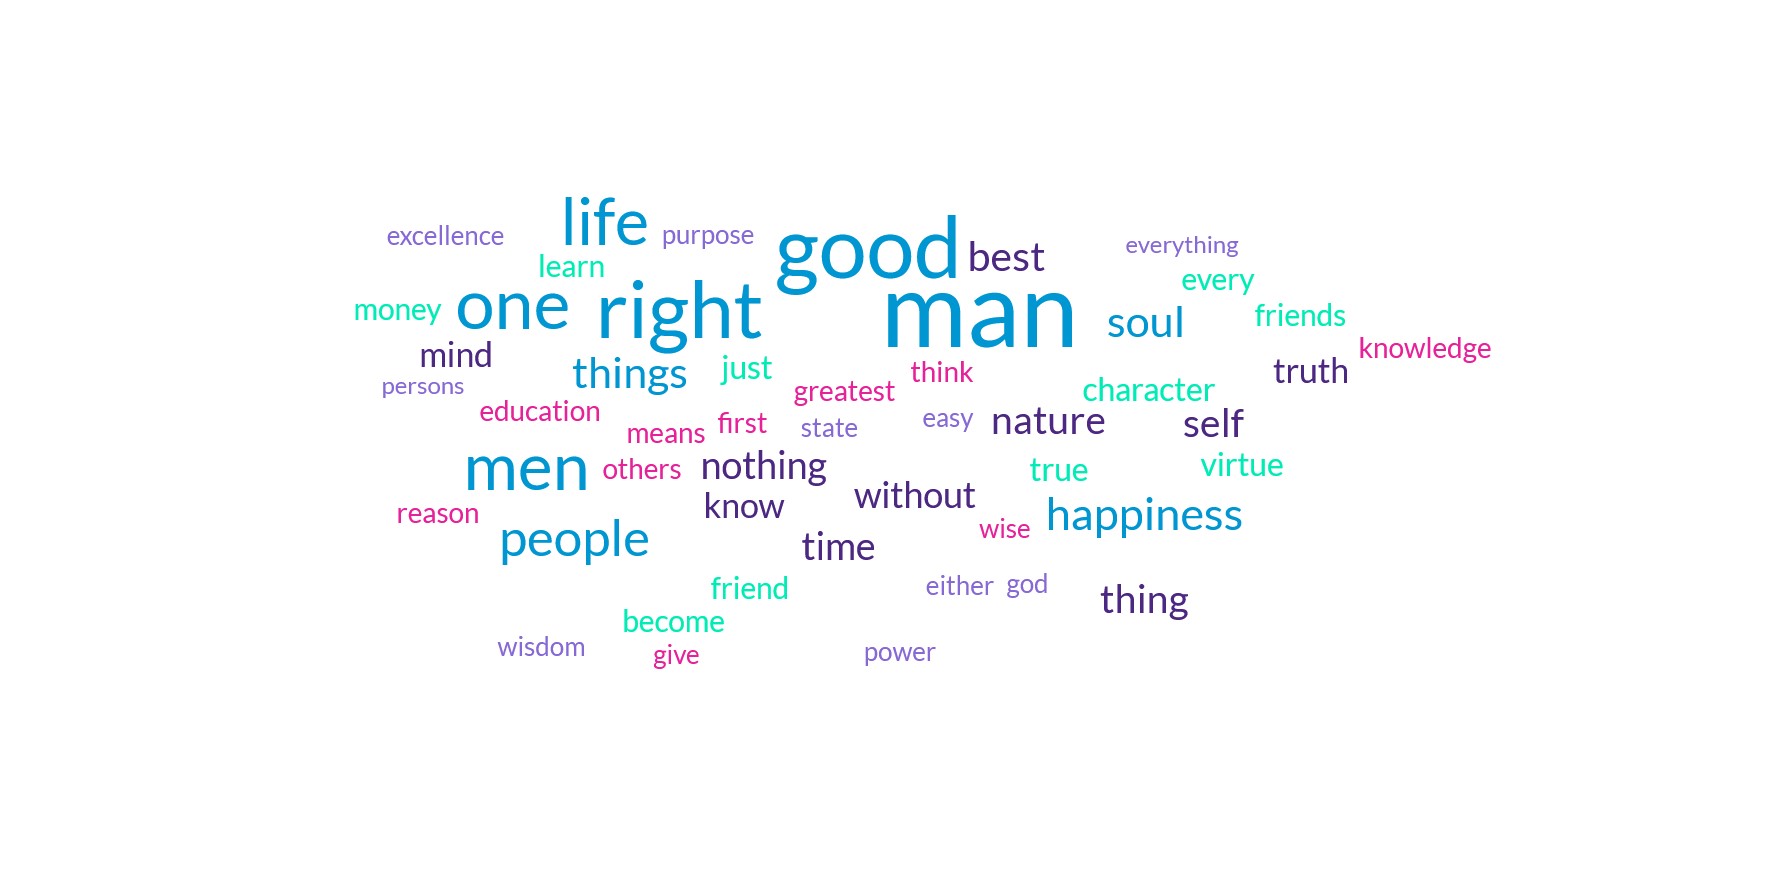 life
good
excellence
purpose
best
everything
learn
every
money
one
right
man
soul
friends
mind
knowledge
things
just
think
truth
persons
greatest
character
education
means
first
state
easy
nature
self
men
others
nothing
true
virtue
know
without
reason
people
wise
happiness
time
friend
either
god
thing
become
wisdom
give
power